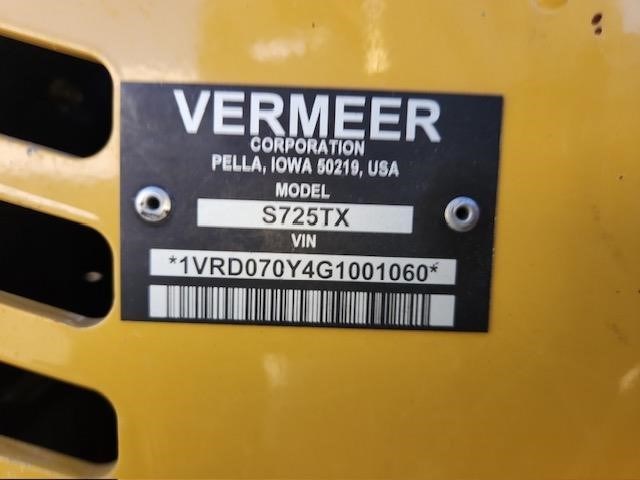 VERMEER
CORPORATION
PELLA, IOWA 50219, USA
MODEL
S725TX
VIN
*1VRD070Y4G1001060*